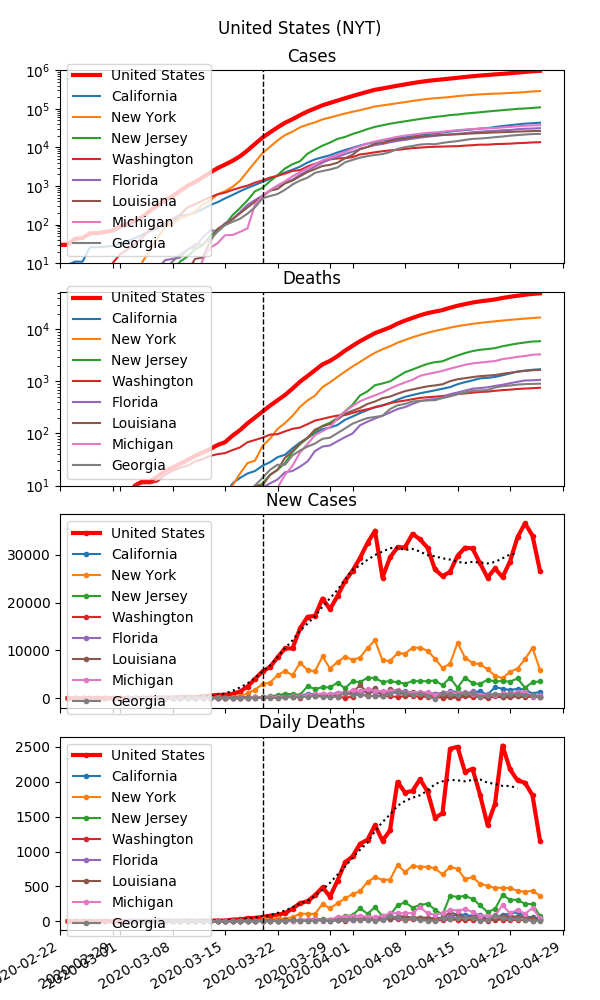 United States (NYT)
Cases
10^6
10^5
10^4
10^3
10^2
10^1
United States
California
New York
New Jersey
Washington
Florida
Louisiana
Michigan
Georgia
Deaths
10^4
10^3
10^2
10^1
United States
California
New York
New Jersey
Washington
Florida
Louisiana
Michigan
Georgia
New Cases
30000
20000
10000
0
United States
California
New York
New Jersey
Washington
Florida
Louisiana
Michigan
Georgia
Daily Deaths
2500
2000
1500
1000
500
0
United States
California
New York
New Jersey
Washington
Florida
Louisiana
Michigan
Georgia
2020-03-01
2020-03-08
2020-03-15
2020-03-22
2020-04-01
2020-04-08
2020-04-15
2020-04-22
2020-04-29